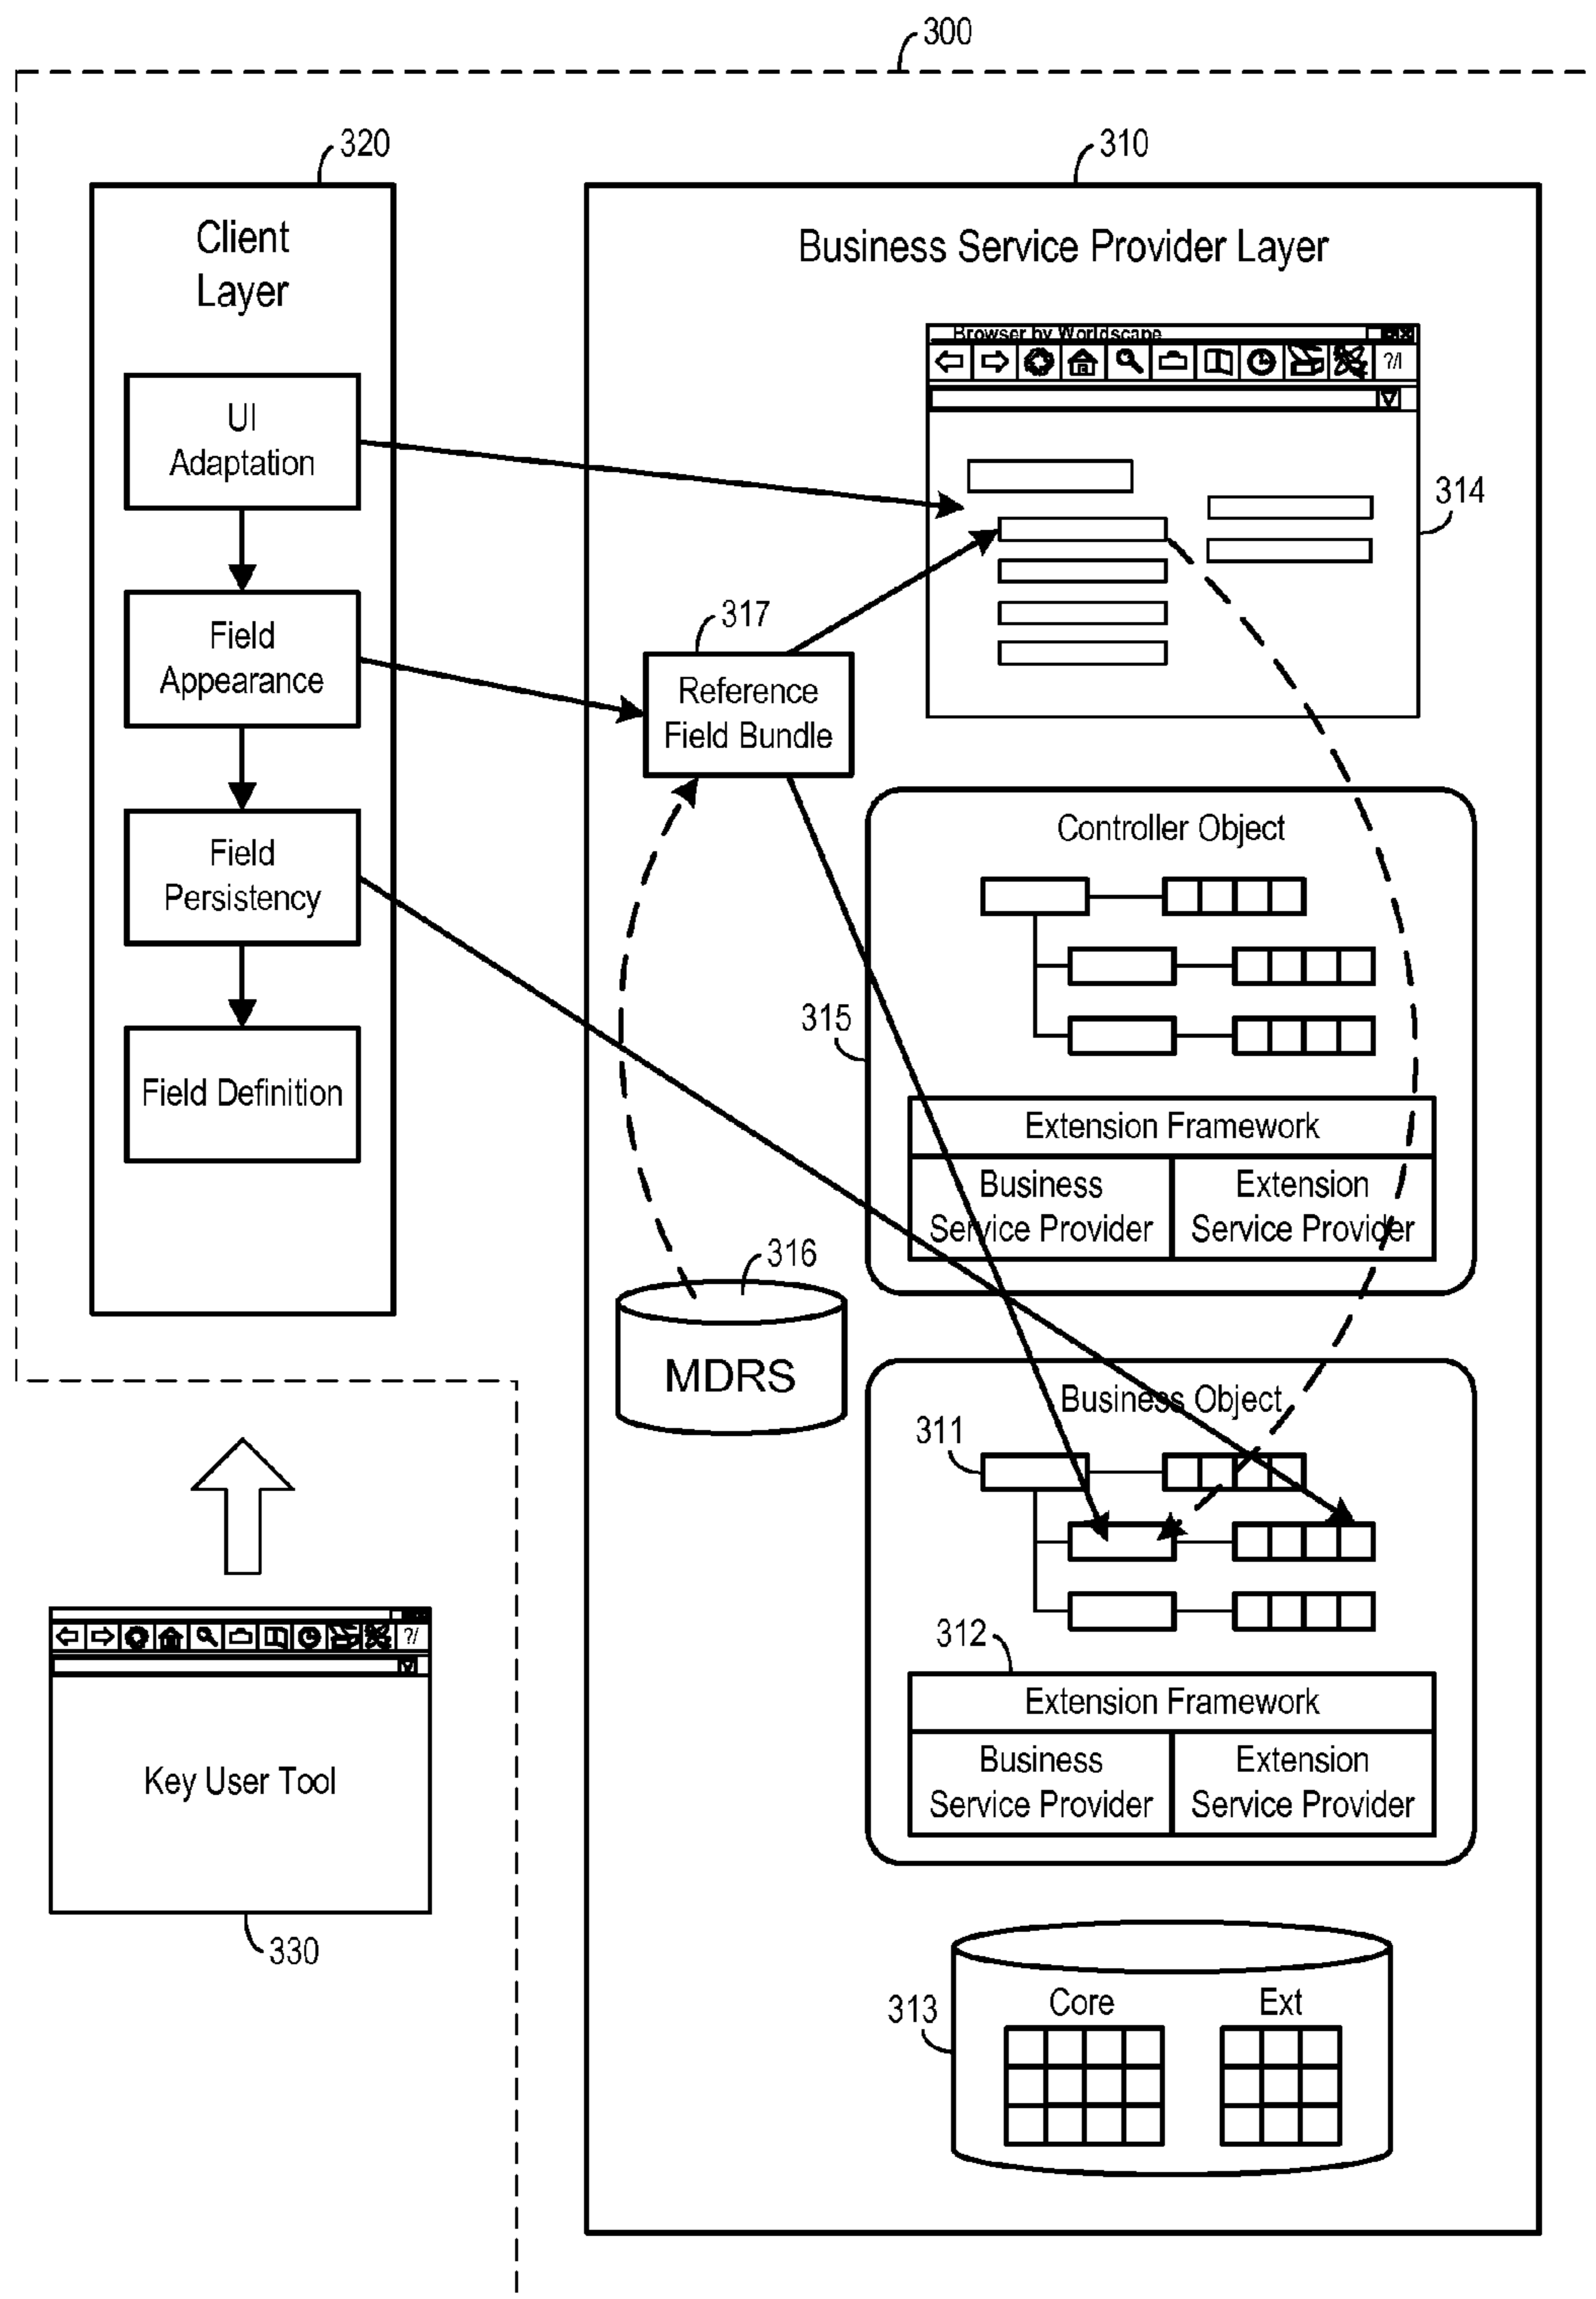 300
320
310
Client
Layer
Business Service Provider Layer
Browser by Worldscape
?/I
UI
Adaptation
314
317
Field
Appearance
Reference
Field Bundle
Controller Object
Field
Persistency
315
Field Definition
Extension Framework
Business
Service Provider
Extension
Service Provider
316
MDRS
Business Object
311
312
?/
Extension Framework
Key User Tool
Business
Service Provider
Extension
Service Provider
330
313
Core
Ext